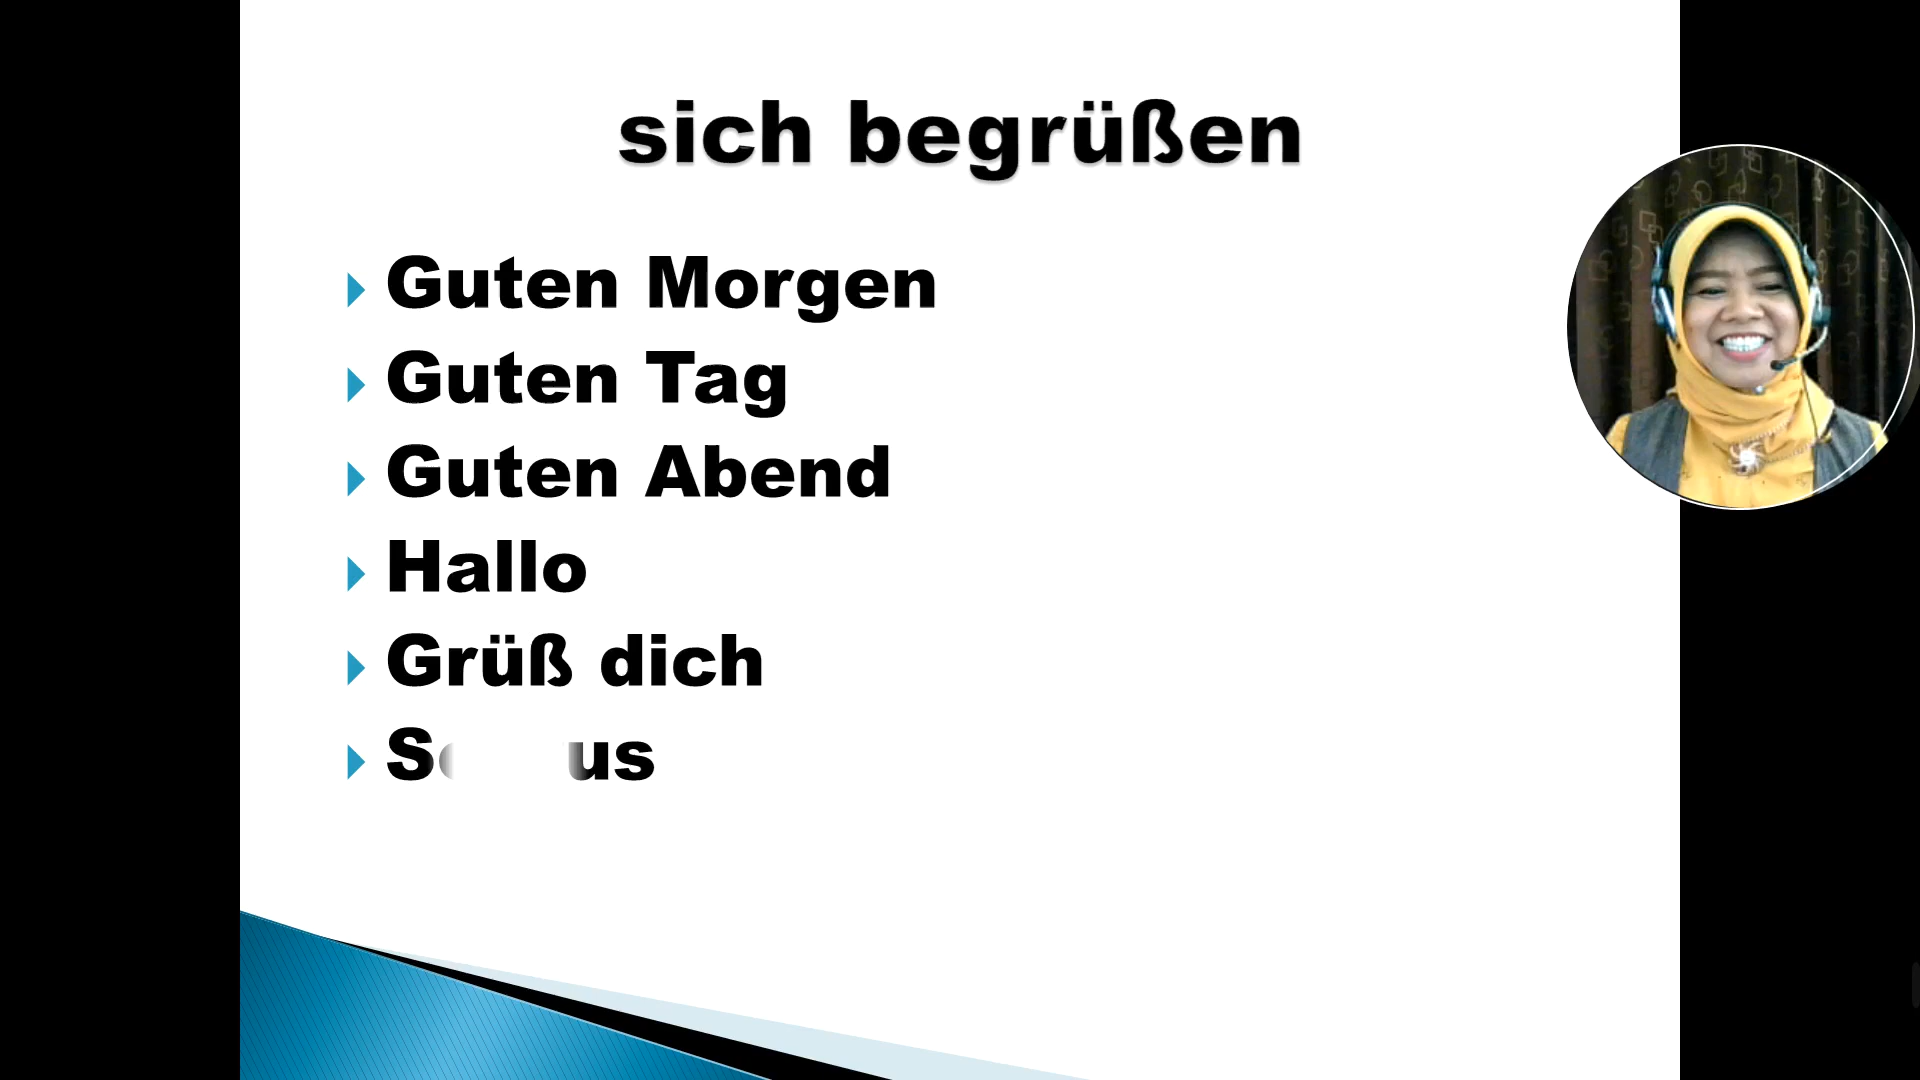 sich begrüßen
Guten Morgen
Guten Tag
Guten Abend
Hallo
Grüß dich